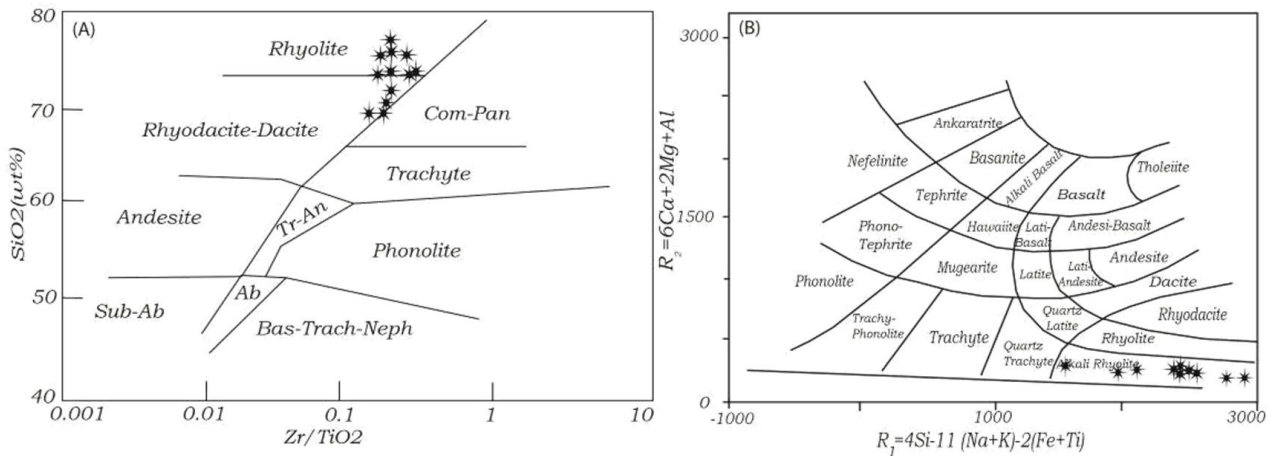 (A)
80
70
60
50
40
SiO2(wt%)
Rhyolite
Com-Pan
Rhyodacite-Dacite
Trachyte
Andesite
Tr-An
Phonolite
Ab
Sub-Ab
Bas-Trach-Neph
0.001
0.01
0.1
1
10
Zr/TiO2
(B)
3000
1500
0
R₂=6Ca+2Mg+Al
Ankaratrite
Nefelinite
Basanite
Alkali Basalt
Tholeiite
Tephrite
Basalt
Phono-
Tephrite
Hawaiite
Lati-
Basalt
Andesi-Basalt
Mugearite
Latite
Lati-
Andesite
Andesite
Phonolite
Dacite
Trachy-
Phonolite
Trachyte
Quartz
Latite
Rhyodacite
Quartz
Trachyte
Rhyolite
Alkali Rhyolite
-1000
1000
3000
R₁=4Si-11 (Na+K)-2(Fe+Ti)